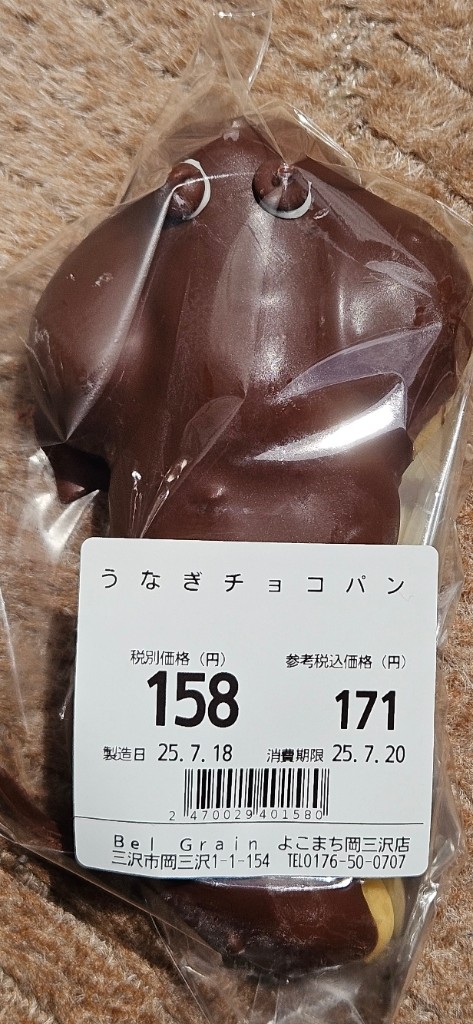 うなぎチョコパン
税別価格（円） 参考税込価格（円）
158 171
製造日 25.7.18 消費期限 25.7.20
2 470029 401580
Bel Grain よこまち岡三沢店
三沢市岡三沢1-1-154 TEL0176-50-0707